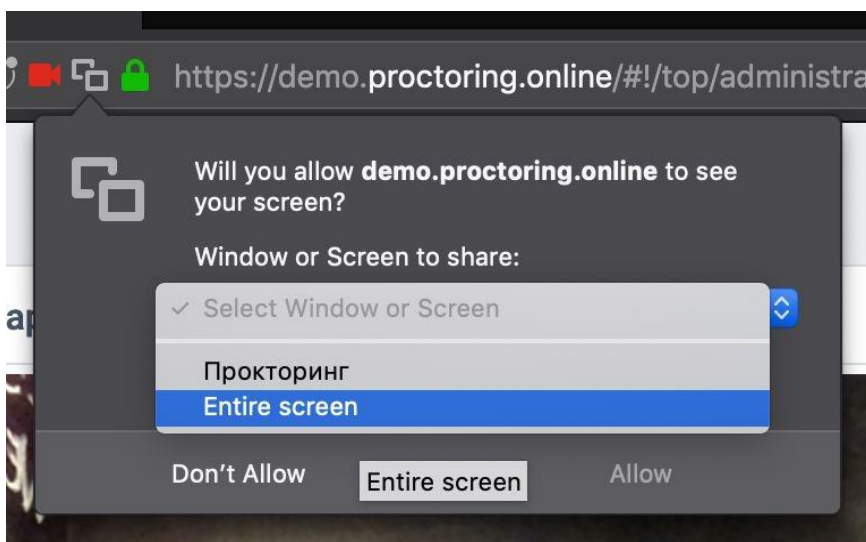 https://demo.proctoring.online/#!/top/administra
Will you allow demo.proctoring.online to see
your screen?
Window or Screen to share:
Select Window or Screen
Прокторинг
Entire screen
Don't Allow
Entire screen
Allow